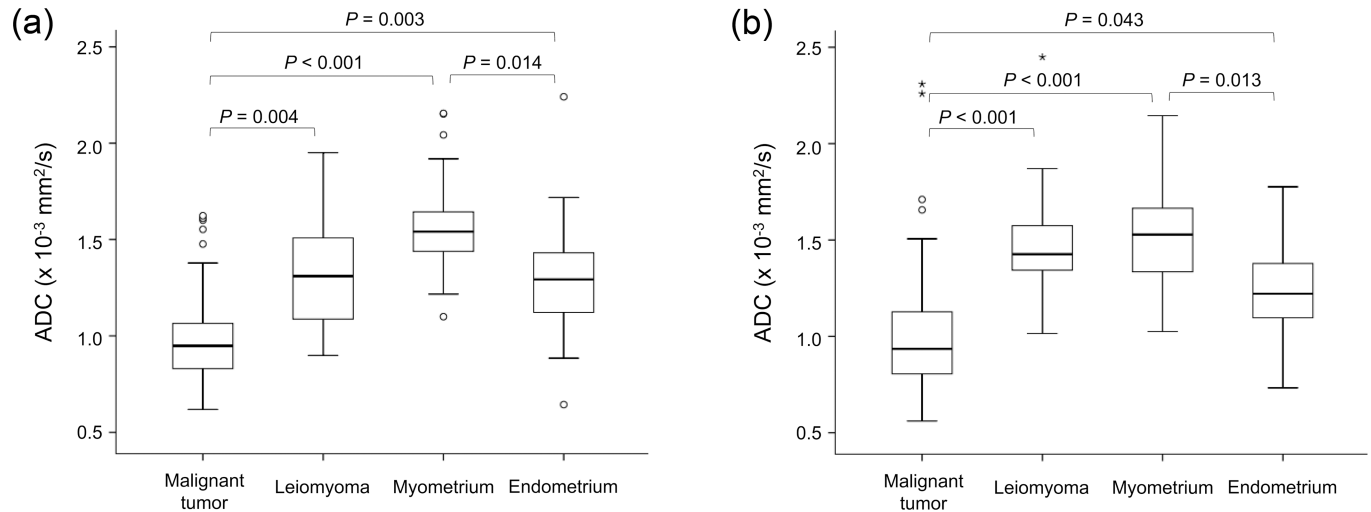 (a)
P = 0.003
P < 0.001
P = 0.014
P = 0.004
2.5
2.0
1.5
1.0
0.5
ADC (x 10-3 mm2/s)
Malignant
tumor
Leiomyoma
Myometrium
Endometrium
(b)
P = 0.043
P < 0.001
P = 0.013
P < 0.001
2.5
2.0
1.5
1.0
0.5
ADC (x 10-3 mm2/s)
Malignant
tumor
Leiomyoma
Myometrium
Endometrium